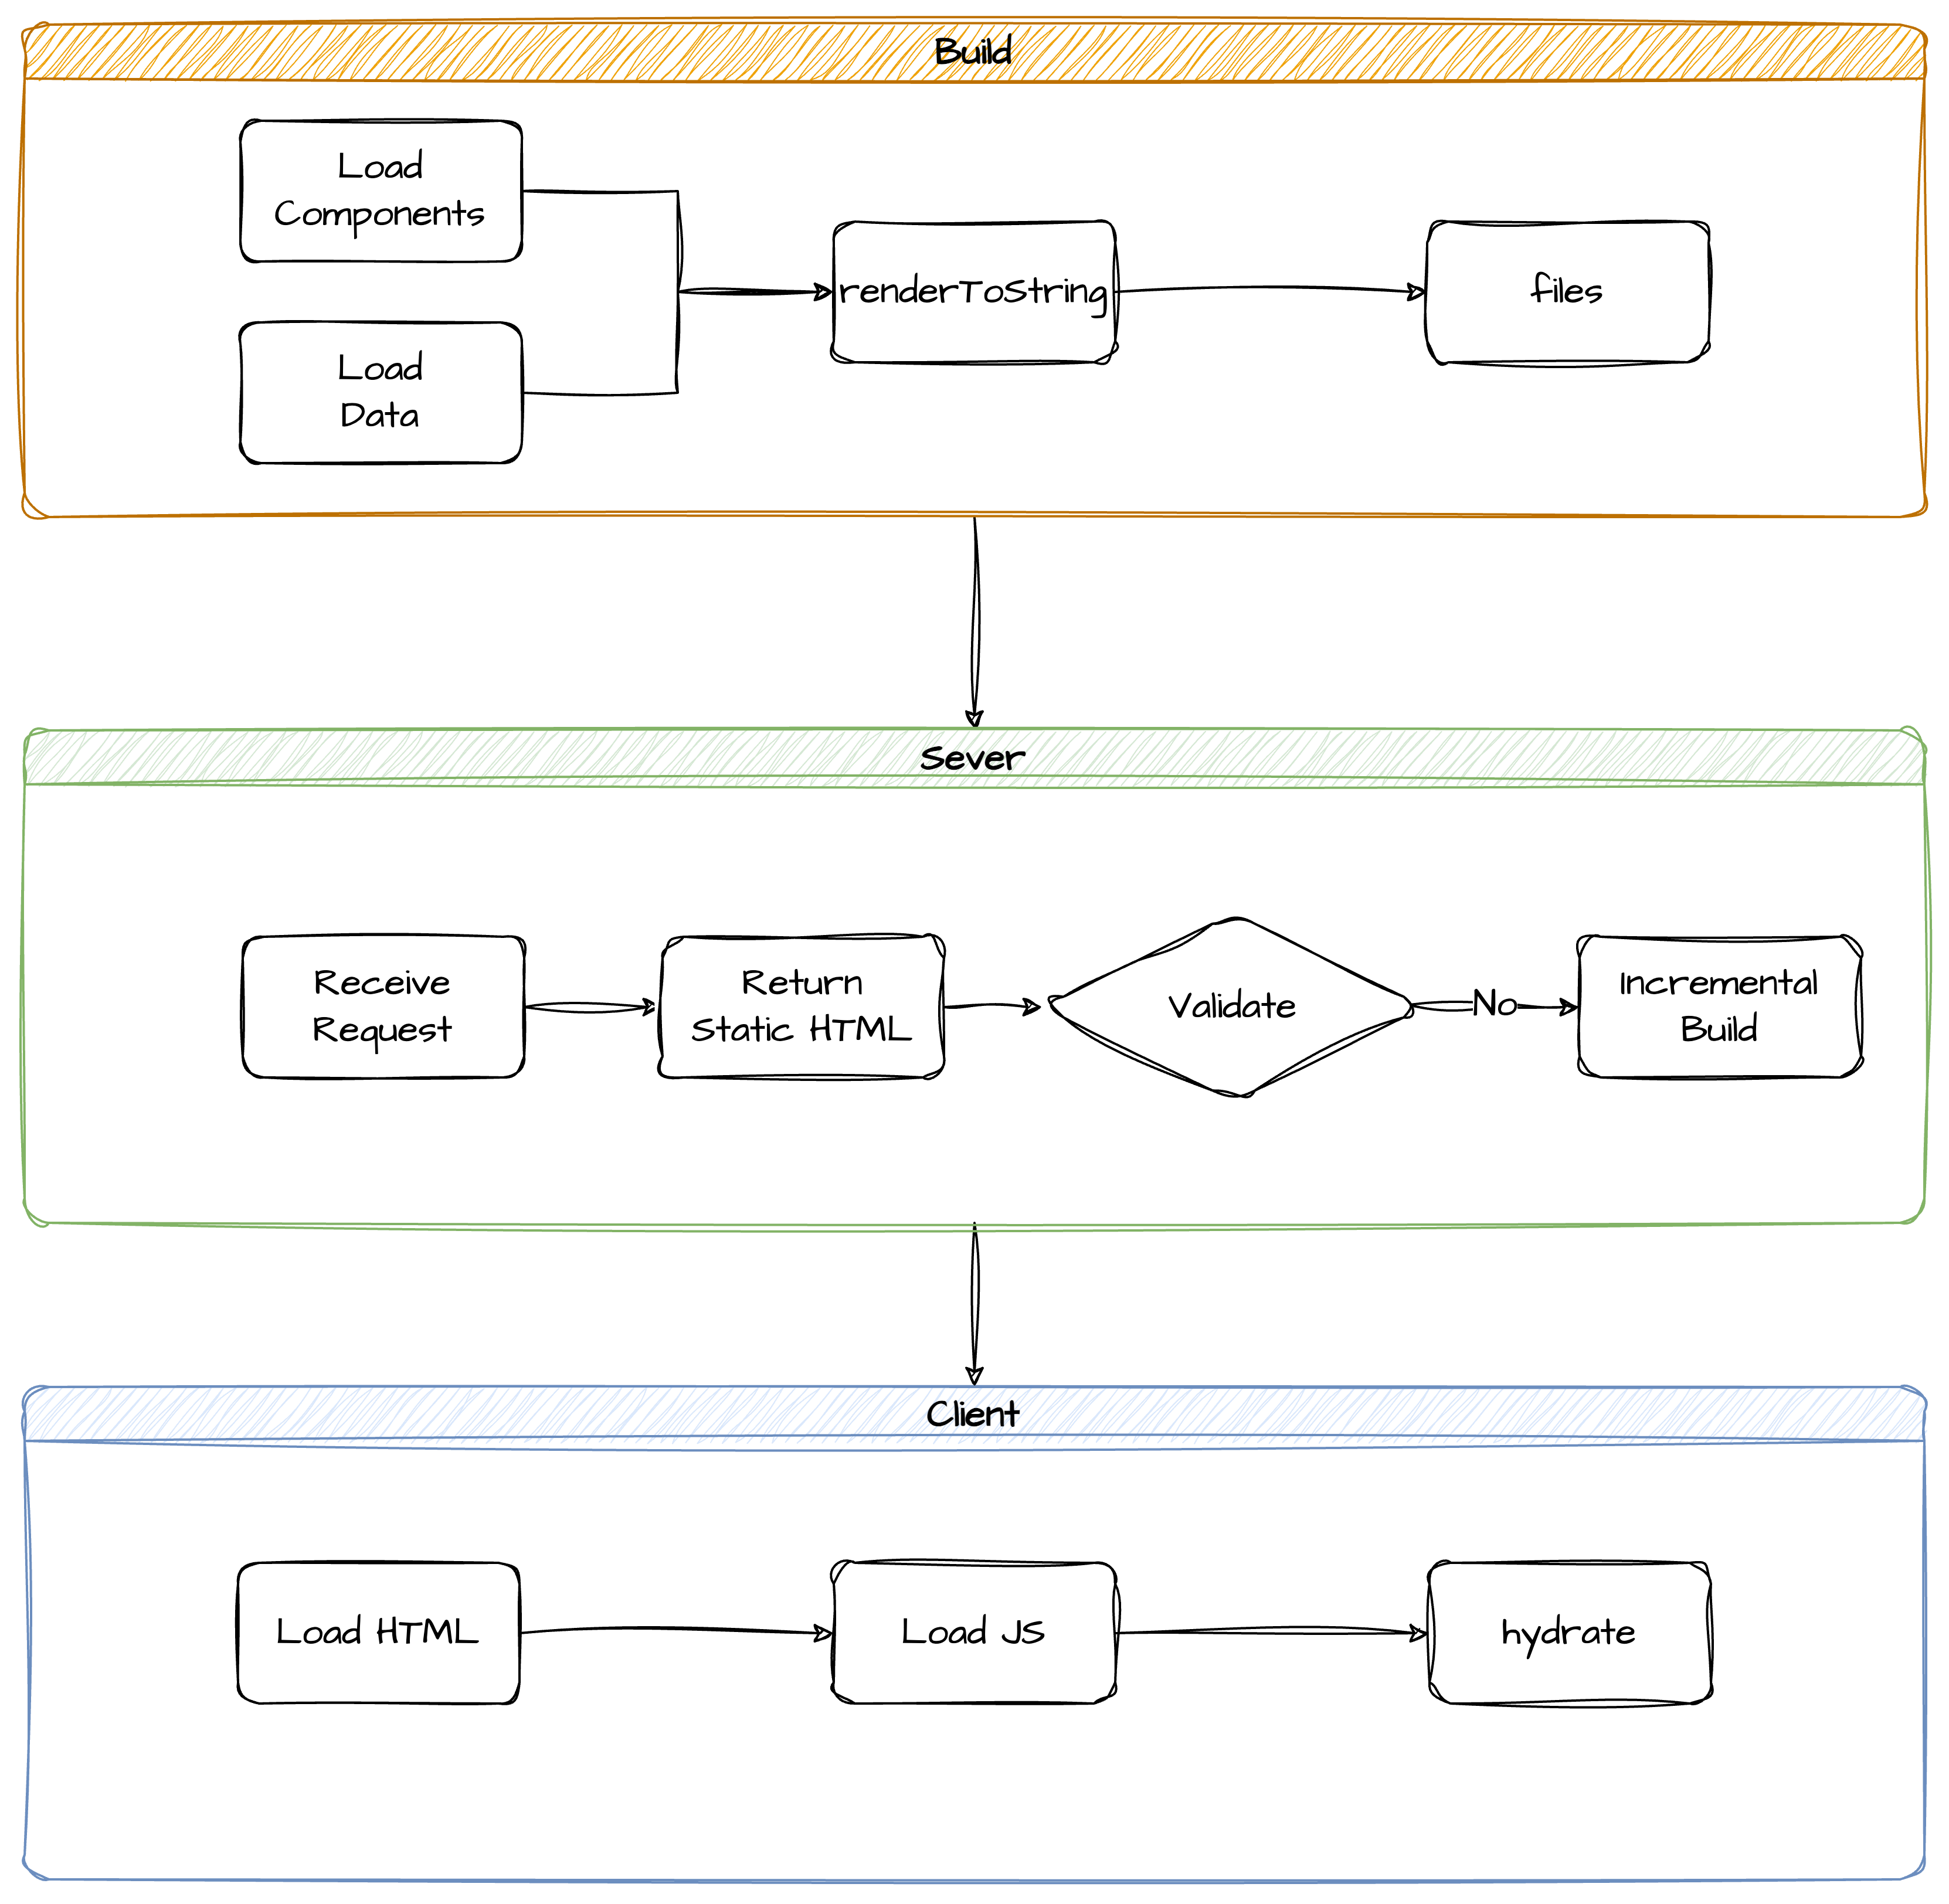 Build
Load
Components
Load
Data
renderToString
files
Sever
Receive
Request
Return
Static HTML
Validate
No
Incremental
Build
Client
Load HTML
Load JS
hydrate